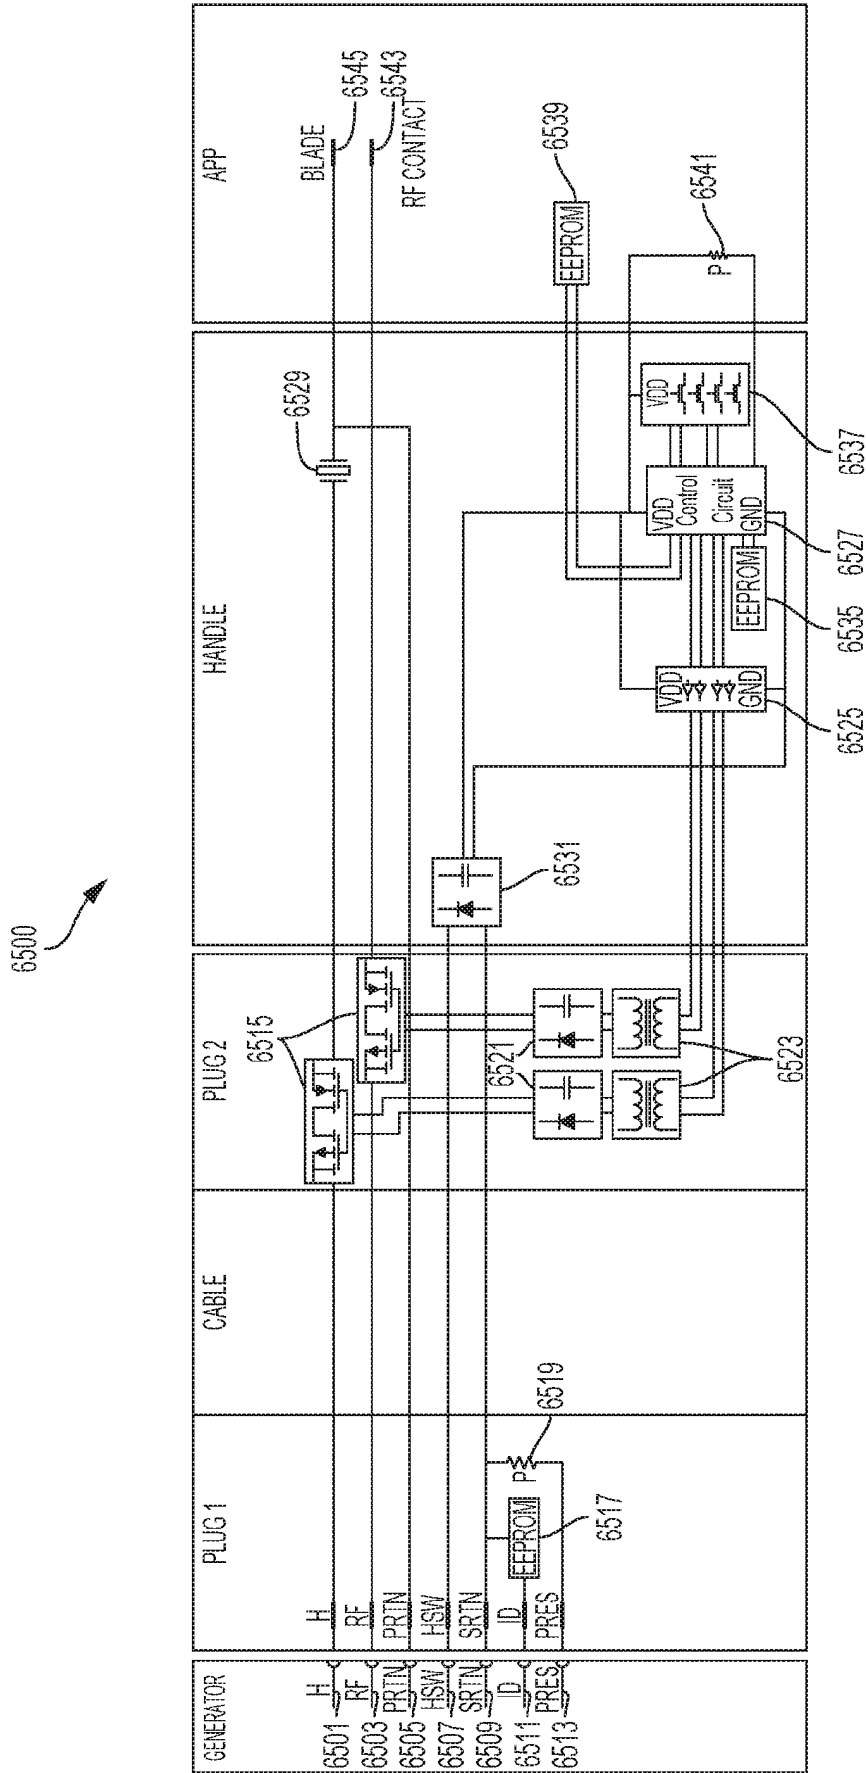 6500
GENERATOR
H
RF
PRTN
HSW
SRTN
ID
PRES
6501
6503
6505
6507
6509
6511
6513
PLUG 1
H
RF
PRTN
HSW
SRTN
ID
PRES
EEPROM
6517
P
6519
CABLE
PLUG 2
6515
6521
6523
HANDLE
6529
6531
VDD
GND
6525
VDD
Control
Circuit
GND
6527
EEPROM
6535
VDD
6537
APP
BLADE
6545
6543
RF CONTACT
EEPROM
6539
P
6541